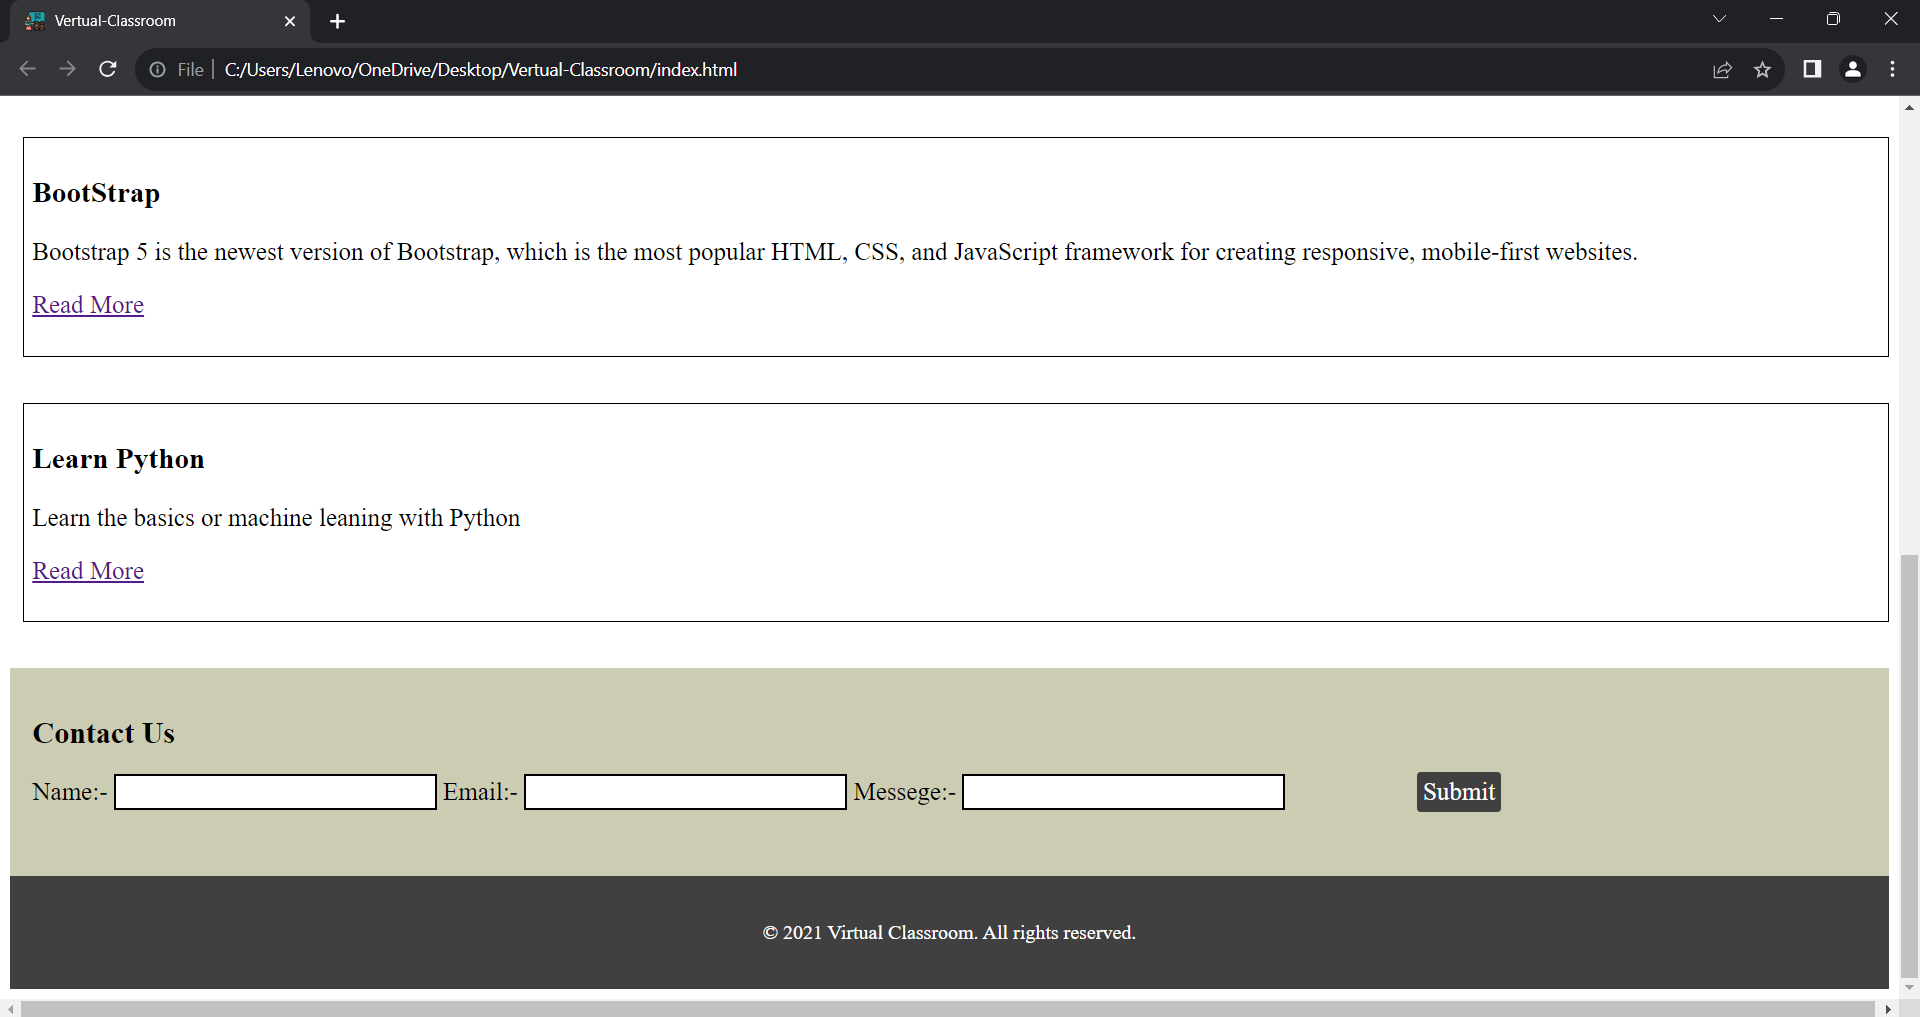 Vertual-Classroom
File C:/Users/Lenovo/OneDrive/Desktop/Vertual-Classroom/index.html
BootStrap
Bootstrap 5 is the newest version of Bootstrap, which is the most popular HTML, CSS, and JavaScript framework for creating responsive, mobile-first websites.
Read More
Learn Python
Learn the basics or machine leaning with Python
Read More
Contact Us
Name:- Email:- Messege:- Submit
© 2021 Virtual Classroom. All rights reserved.